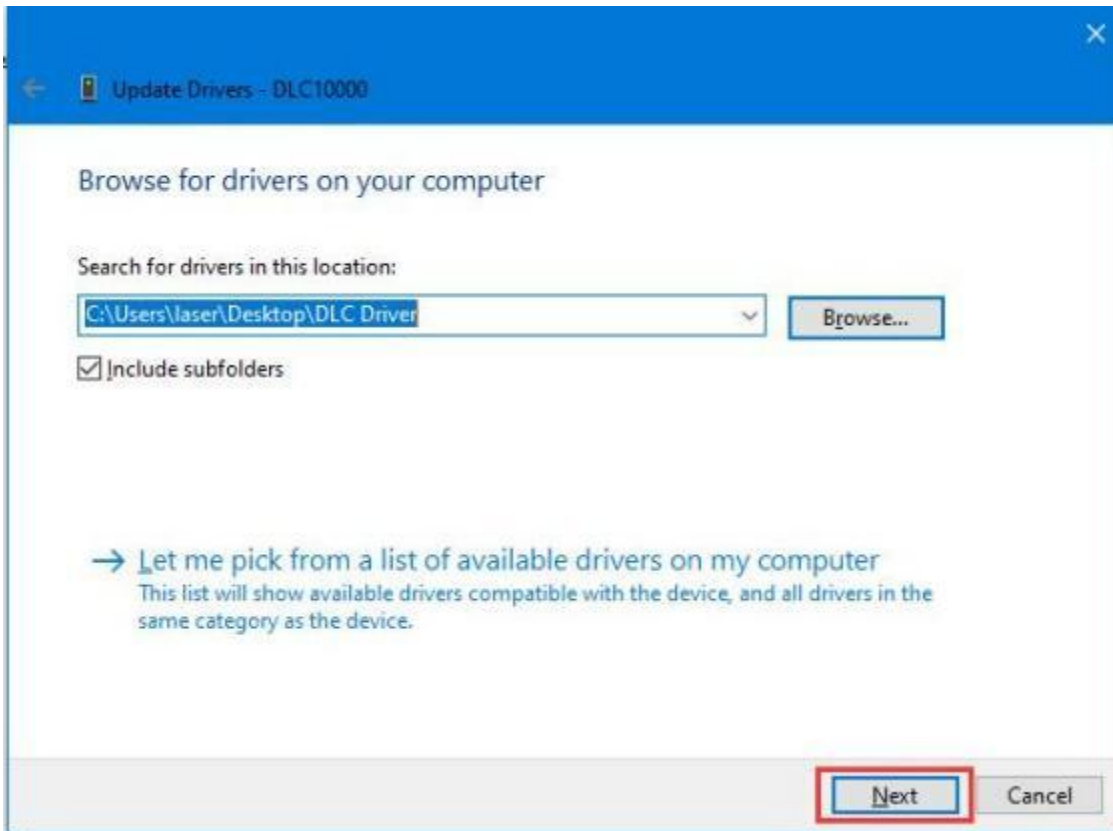 Update Drivers - DLC10000
Browse for drivers on your computer
Search for drivers in this location:
C:\Users\laser\Desktop\DLC Driver
Browse...
Include subfolders
Let me pick from a list of available drivers on my computer
This list will show available drivers compatible with the device, and all drivers in the
same category as the device.
Next
Cancel